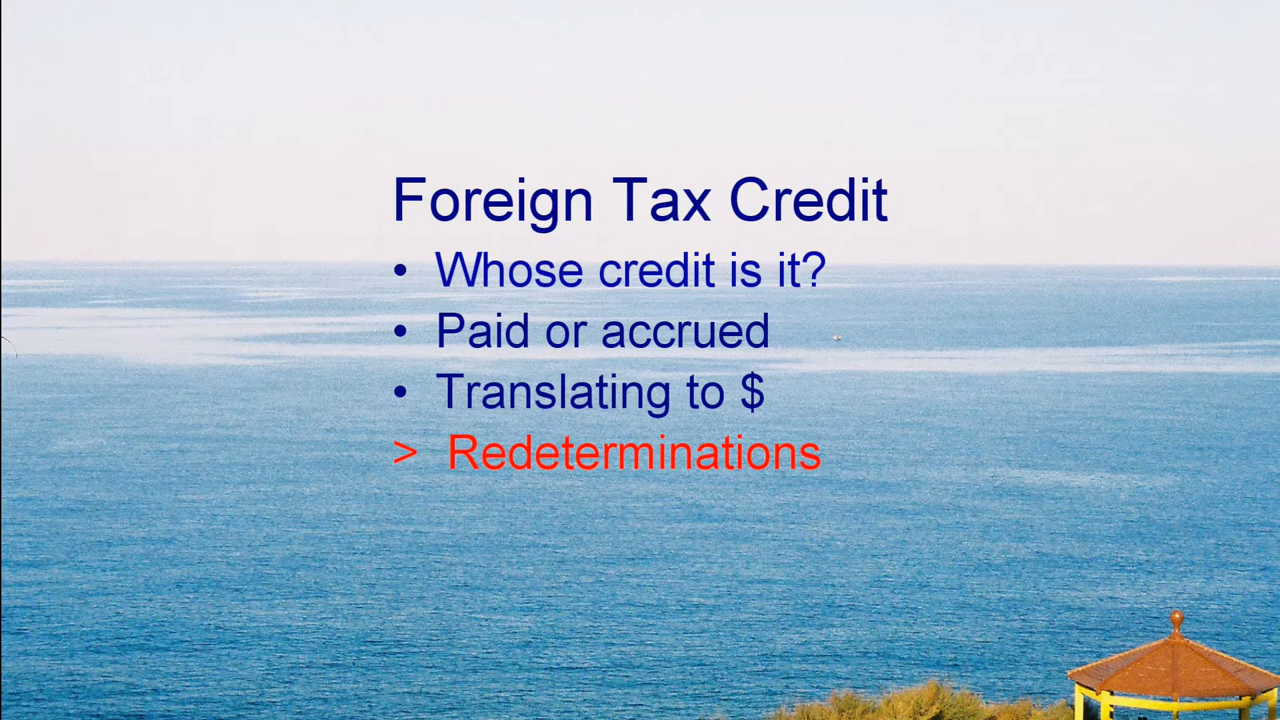 Foreign Tax Credit
• Whose credit is it?
• Paid or accrued
• Translating to $
> Redeterminations